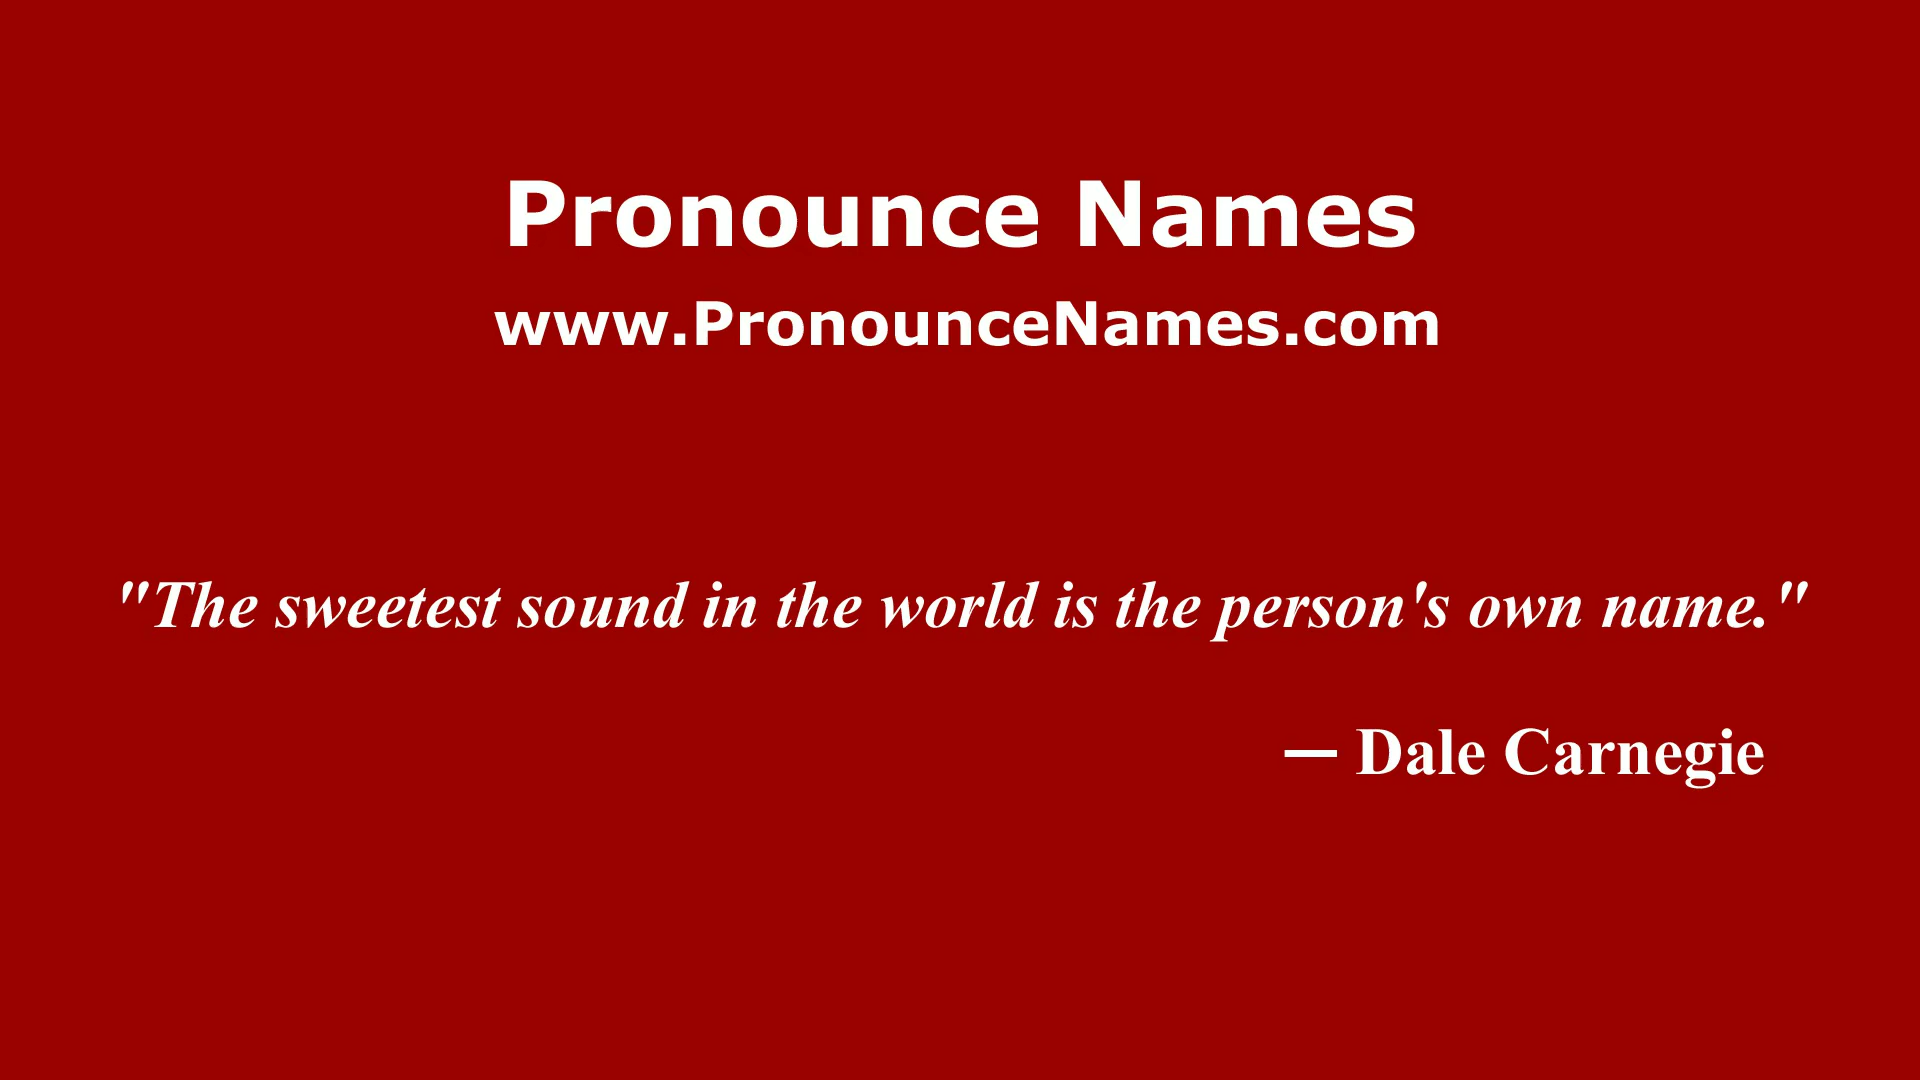 Pronounce Names
www.PronounceNames.com
"The sweetest sound in the world is the person's own name."
— Dale Carnegie